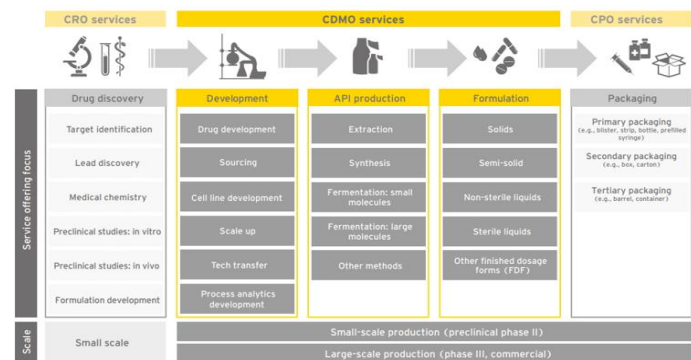 CRO services
CDMO services
CPO services
Service offering focus
Drug discovery
Target identification
Lead discovery
Medical chemistry
Preclinical studies: in vitro
Preclinical studies: in vivo
Formulation development
Development
Drug development
Sourcing
Cell line development
Scale up
Tech transfer
Process analytics
development
API production
Extraction
Synthesis
Fermentation: small
molecules
Fermentation: large
molecules
Other methods
Formulation
Solids
Semi-solid
Non-sterile liquids
Sterile liquids
Other finished dosage
forms (FDF)
Packaging
Primary packaging
(e.g., blister, strip, bottle, prefilled
syringe)
Secondary packaging
(e.g., box, carton)
Tertiary packaging
(e.g., barrel, container)
Scale
Small scale
Small-scale production (preclinical phase II)
Large-scale production (phase III, commercial)